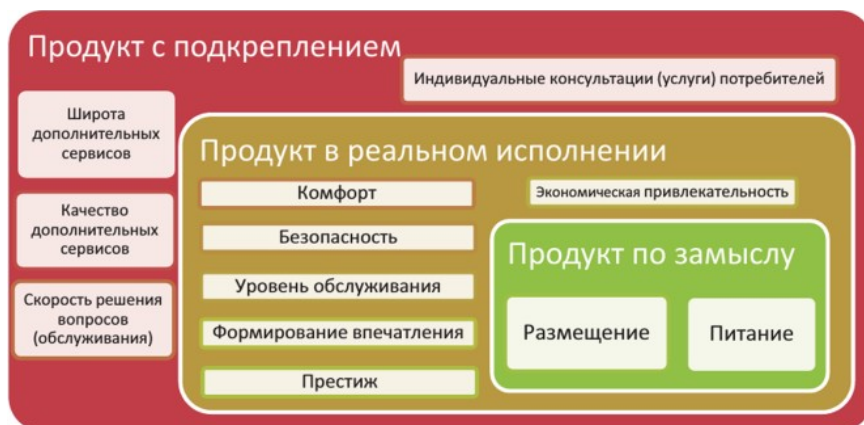 Продукт с подкреплением
Индивидуальные консультации (услуги) потребителей
Широта
дополнительных
сервисов
Качество
дополнительных
сервисов
Скорость решения
вопросов
(обслуживания)
Продукт в реальном исполнении
Комфорт
Безопасность
Уровень обслуживания
Формирование впечатления
Престиж
Экономическая привлекательность
Продукт по замыслу
Размещение
Питание